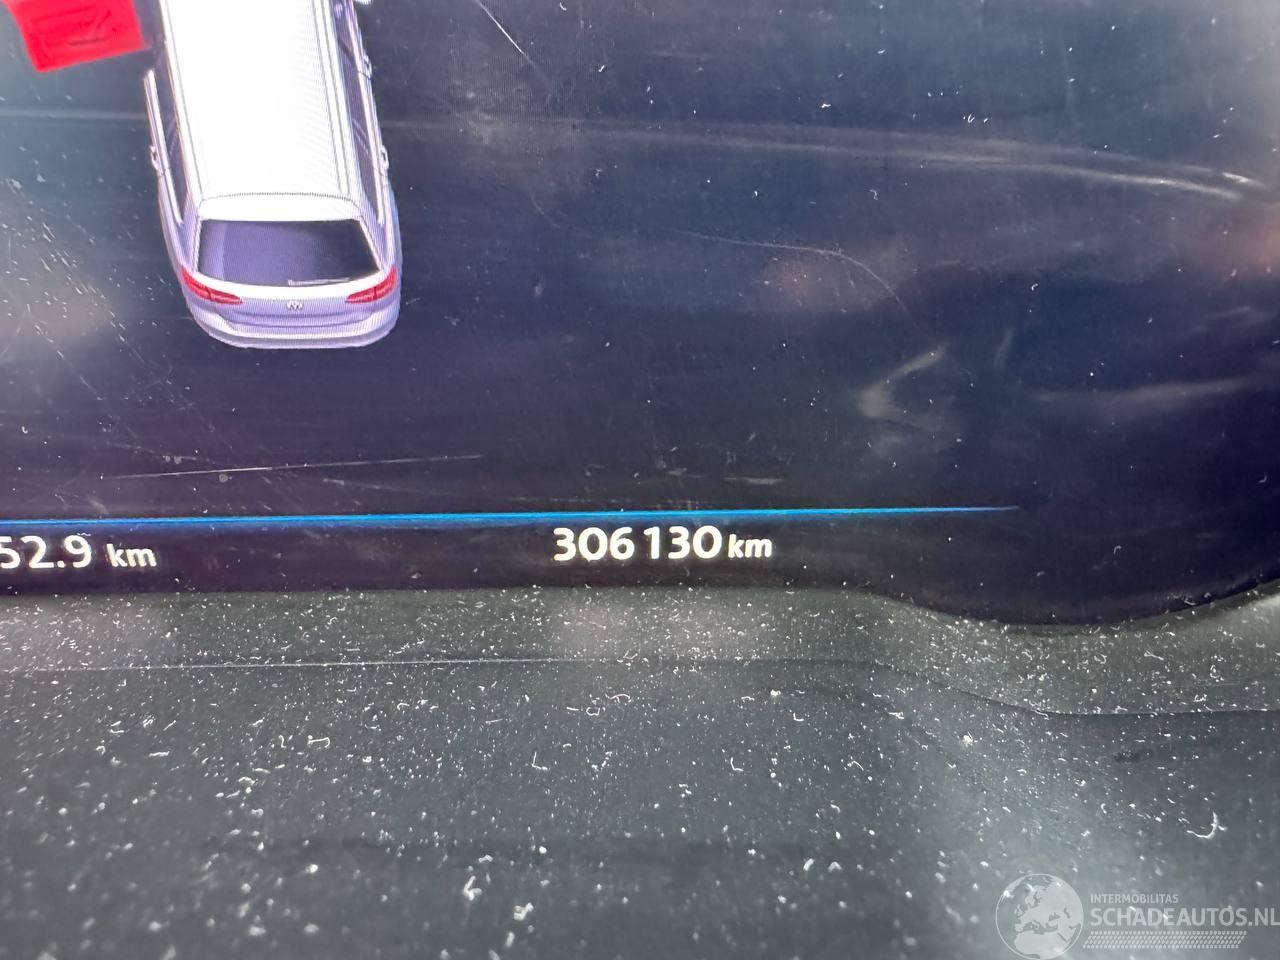 52.9 km
306130 km
INTERMOBILITAS
SCHADEAUTOS.NL